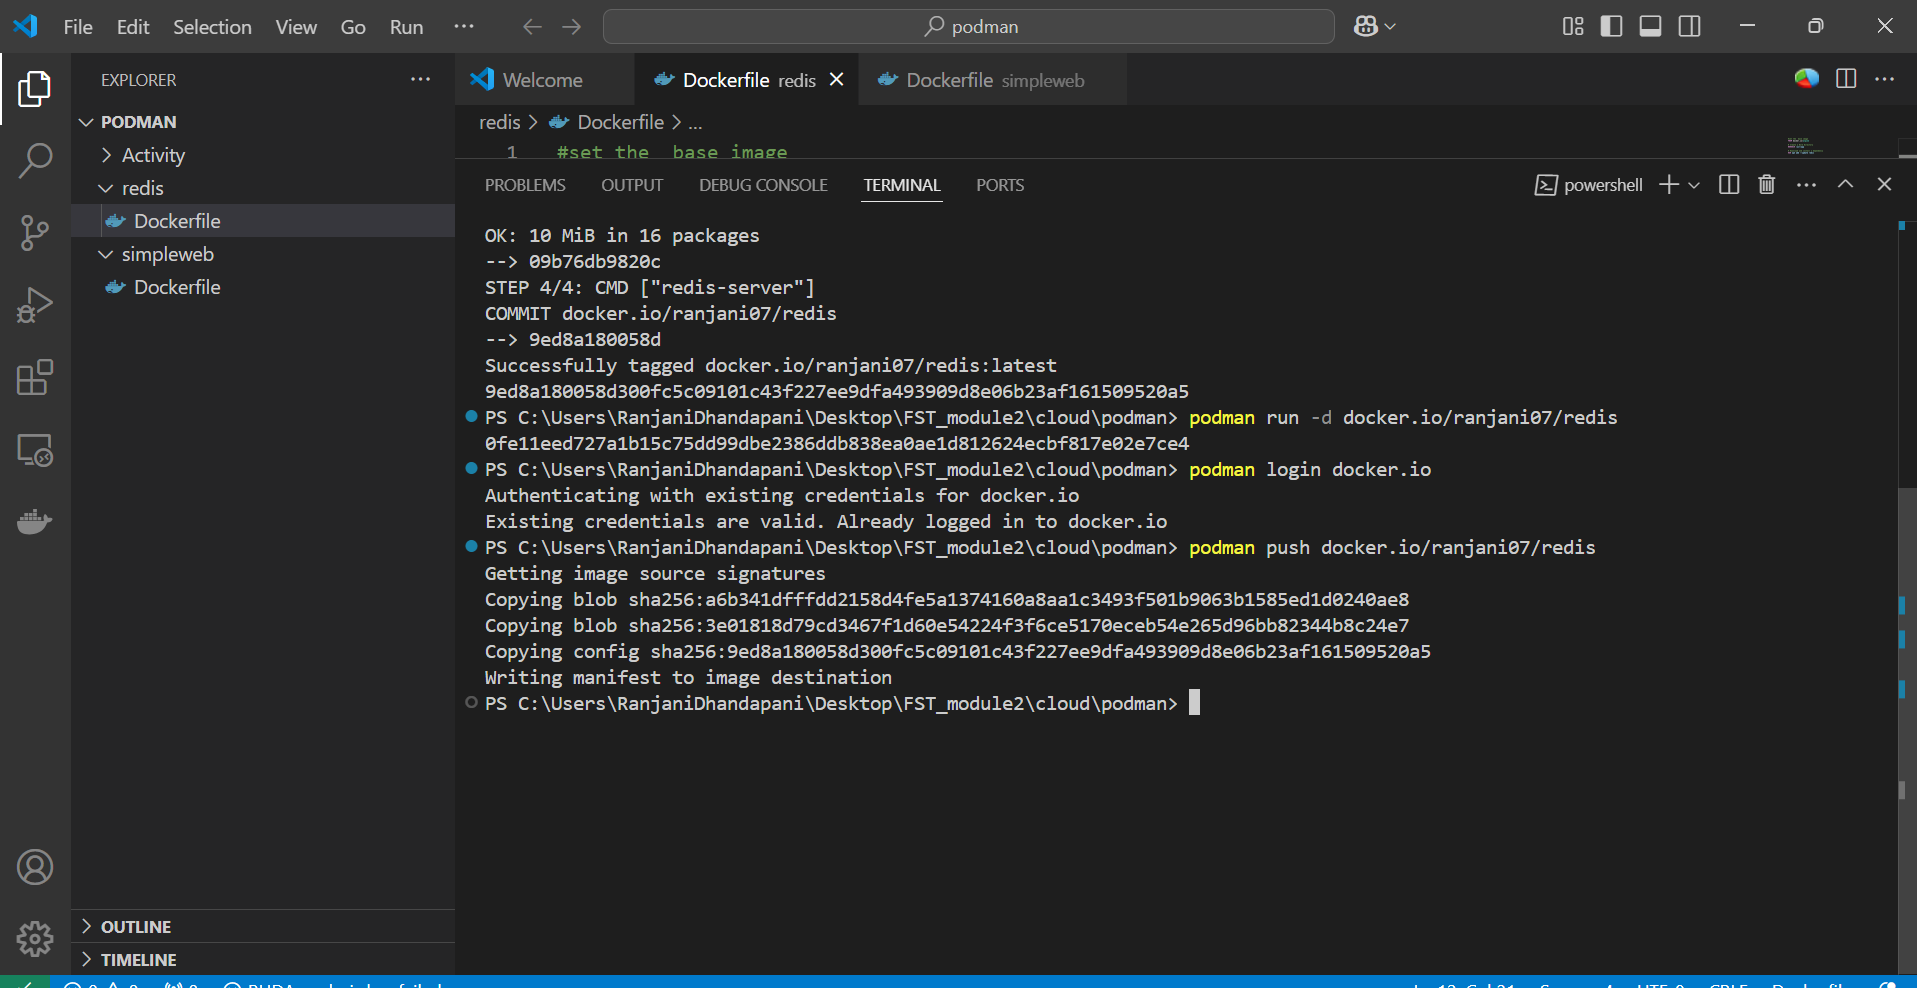 File Edit Selection View Go Run ...
podman
EXPLORER
PODMAN
Activity
redis
Dockerfile
simpleweb
Dockerfile
OUTLINE
TIMELINE
Welcome
Dockerfile redis
Dockerfile simpleweb
redis > Dockerfile > ...
1 #set the base image
PROBLEMS OUTPUT DEBUG CONSOLE TERMINAL PORTS
powershell
OK: 10 MiB in 16 packages
--> 09b76db9820c
STEP 4/4: CMD ["redis-server"]
COMMIT docker.io/ranjani07/redis
--> 9ed8a180058d
Successfully tagged docker.io/ranjani07/redis:latest
9ed8a180058d300fc5c09101c43f227ee9dfa493909d8e06b23af161509520a5
PS C:\Users\RanjaniDhandapani\Desktop\FST_module2\cloud\podman> podman run -d docker.io/ranjani07/redis
0fe11eed727a1b15c75dd99dbe2386ddb838ea0ae1d812624ecbf817e02e7ce4
PS C:\Users\RanjaniDhandapani\Desktop\FST_module2\cloud\podman> podman login docker.io
Authenticating with existing credentials for docker.io
Existing credentials are valid. Already logged in to docker.io
PS C:\Users\RanjaniDhandapani\Desktop\FST_module2\cloud\podman> podman push docker.io/ranjani07/redis
Getting image source signatures
Copying blob sha256:a6b341dfffdd2158d4fe5a1374160a8aa1c3493f501b9063b1585ed1d0240ae8
Copying blob sha256:3e01818d79cd3467f1d60e54224f3f6ce5170eceb54e265d96bb82344b8c24e7
Copying config sha256:9ed8a180058d300fc5c09101c43f227ee9dfa493909d8e06b23af161509520a5
Writing manifest to image destination
PS C:\Users\RanjaniDhandapani\Desktop\FST_module2\cloud\podman>